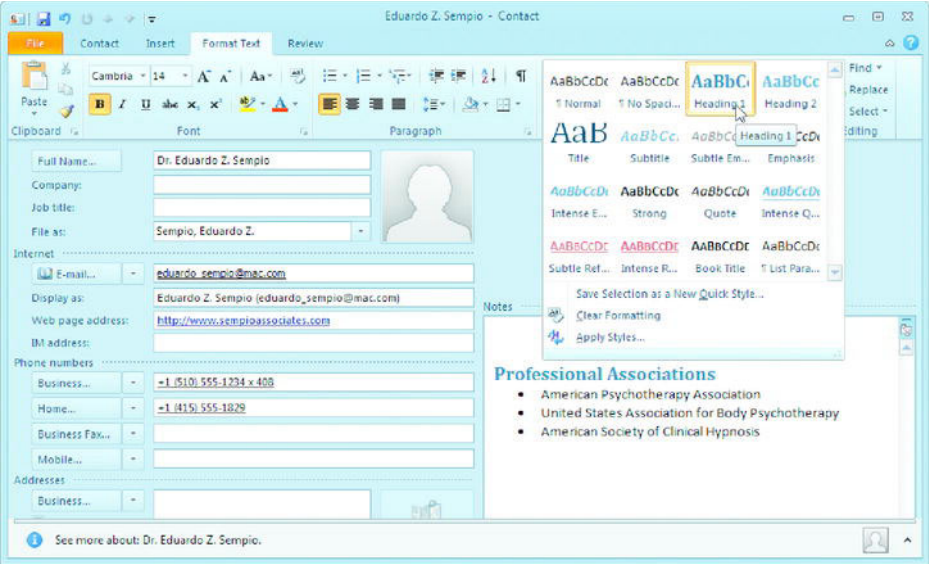 Eduardo Z. Sempio - Contact
File Contact Insert Format Text Review
Paste
Cambria 14 A A Aa
B I U abc x₂ x² A
Clipboard Font Paragraph Editing
Find
Replace
Select
AaBbCcDc AaBbCcDc AaBbC AaBbCc
¶ Normal ¶ No Spaci... Heading 1 Heading 2
AaB AaBbCc. AaBbC Heading 1 CcDc
Title Subtitle Subtle Em... Emphasis
AaBbCcDc AaBbCcDc AaBbCcDc AaBbCcDc
Intense E... Strong Quote Intense Q...
AABBCCDC AABBCCDC AABBCCDC AaBbCcDc
Subtle Ref... Intense R... Book Title ¶ List Para...
Save Selection as a New Quick Style...
Clear Formatting
Apply Styles...
Full Name... Dr. Eduardo Z. Sempio
Company:
Job title:
File as: Sempio, Eduardo Z.
Internet
E-mail... eduardo_sempio@mac.com
Display as: Eduardo Z. Sempio (eduardo_sempio@mac.com)
Web page address: http://www.sempioassociates.com
IM address:
Phone numbers
Business... +1 (510) 555-1234 x 408
Home... +1 (415) 555-1829
Business Fax...
Mobile...
Addresses
Business...
Notes
Professional Associations
• American Psychotherapy Association
• United States Association for Body Psychotherapy
• American Society of Clinical Hypnosis
See more about: Dr. Eduardo Z. Sempio.